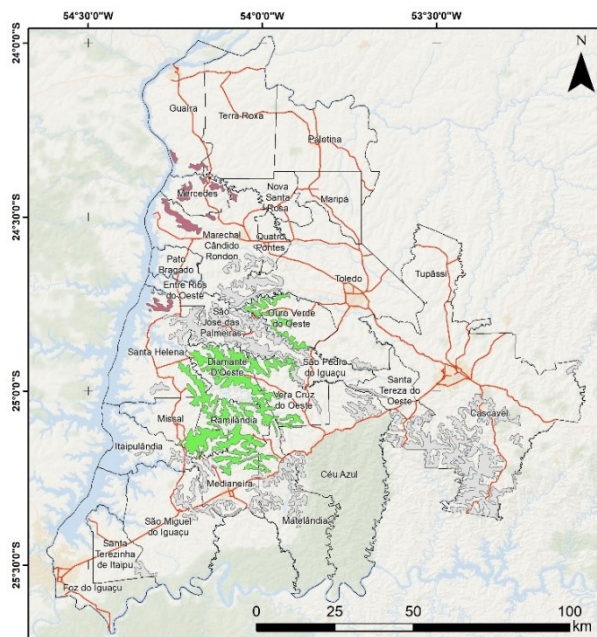 54°30'0"W
54°00'0"W
53°30'0"W
24°0'0"S
N
Guaíra
Terra Roxa
Palotina
Mercedes
Nova
Santa
Rosa
Maripá
24°30'0"S
Marechal
Cândido
Rondon
Quatro
Pontes
Pato
Bragado
Toledo
Tupãssi
Entre Rios
do Oeste
São
José das
Palmeiras
Ouro Verde
do Oeste
Santa Helena
Diamante
D'Oeste
São Pedro
do Iguaçu
25°0'0"S
Vera Cruz
do Oeste
Santa
Tereza do
Oeste
Cascavel
Missal
Ramilândia
Itaipulândia
Céu Azul
Medianeira
São Miguel
do Iguaçu
Matelândia
25°30'0"S
Santa
Terezinha
de Itaipu
Foz do Iguaçu
0 25 50 100
km